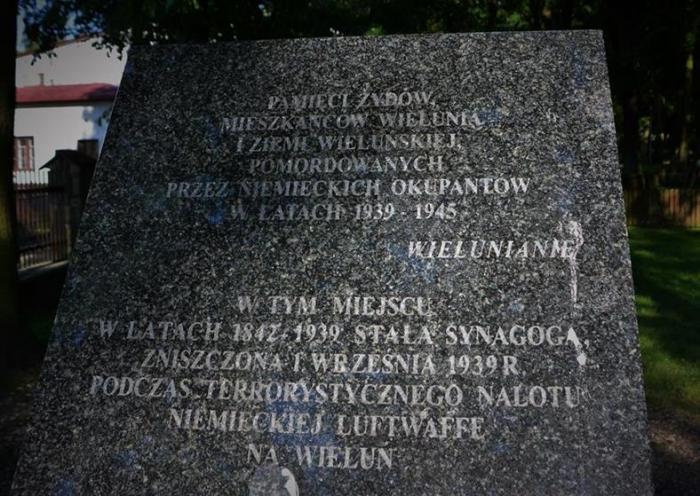 PAMIĘCI ŻYDÓW,
MIESZKAŃCÓW WIELUNIA
I ZIEMI WIELUŃSKIEJ,
POMORDOWANYCH
PRZEZ NIEMIECKICH OKUPANTÓW
W LATACH 1939 - 1945
WIELUNIANIE
W TYM MIEJSCU
W LATACH 1842-1939 STAŁA SYNAGOGA,
ZNISZCZONA 1 WRZEŚNIA 1939 R.
PODCZAS TERRORYSTYCZNEGO NALOTU
NIEMIECKIEJ LUFTWAFFE
NA WIELUŃ